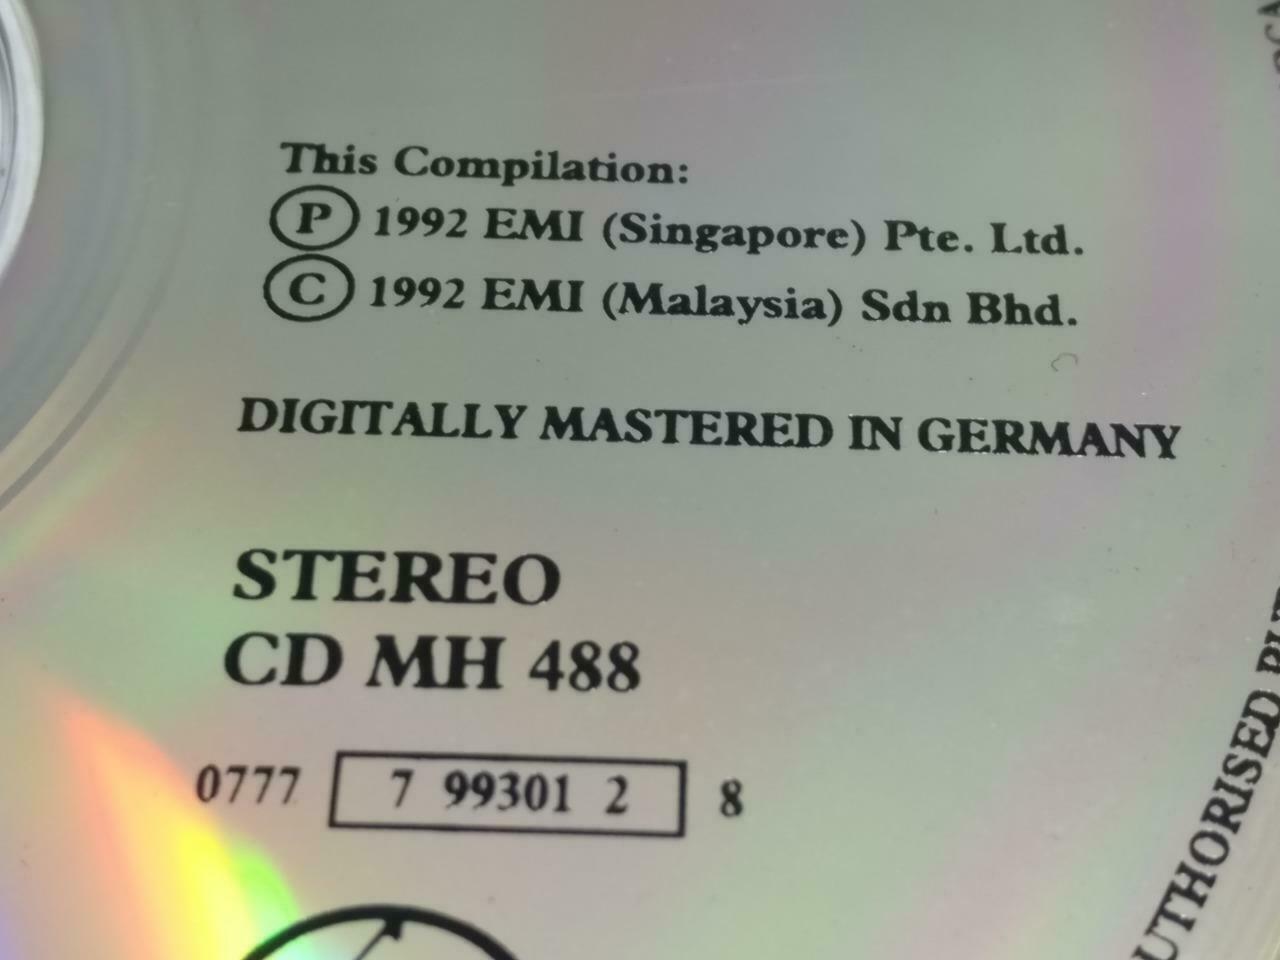 This Compilation:
Ⓟ 1992 EMI (Singapore) Pte. Ltd.
Ⓒ 1992 EMI (Malaysia) Sdn Bhd.
DIGITALLY MASTERED IN GERMANY
STEREO
CD MH 488
0777 7 99301 2 8